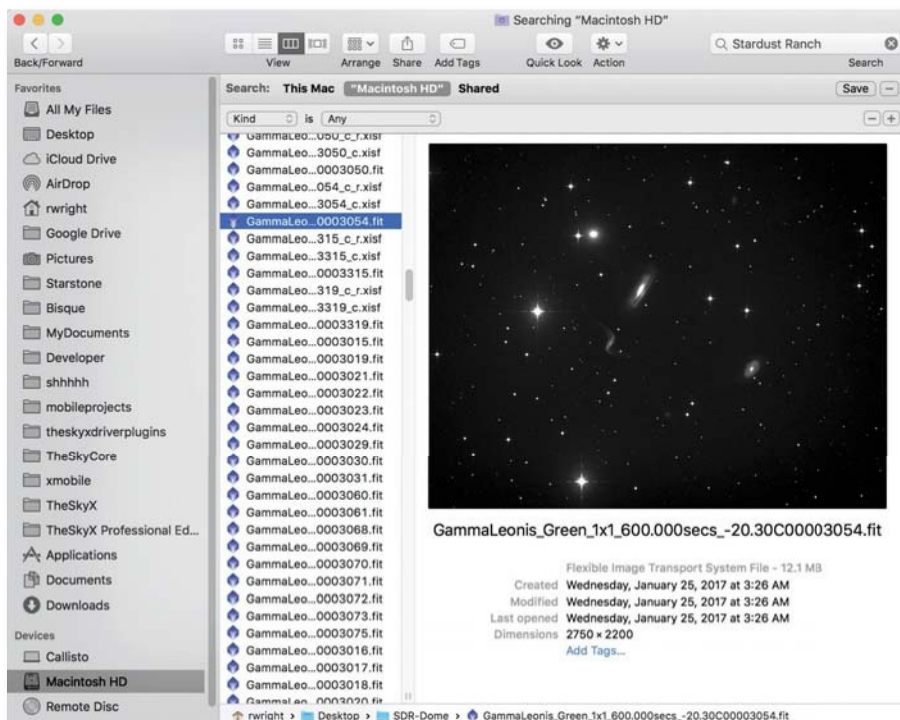 Searching "Macintosh HD"
Stardust Ranch
Back/Forward
View
Arrange
Share
Add Tags
Quick Look
Action
Search
Favorites
All My Files
Desktop
iCloud Drive
AirDrop
rwright
Google Drive
Pictures
Starstone
Bisque
MyDocuments
Developer
shhhhh
mobileprojects
theskyxdriverplugins
TheSkyCore
xmobile
TheSkyX
TheSkyX Professional Ed...
Applications
Documents
Downloads
Devices
Callisto
Macintosh HD
Remote Disc
Search: This Mac "Macintosh HD" Shared
Save
Kind is Any
GammaLeo...050_c_r.xisf
GammaLeo...3050_c.xisf
GammaLeo...0003050.fit
GammaLeo...054_c_r.xisf
GammaLeo...3054_c.xisf
GammaLeo...0003054.fit
GammaLeo...315_c_r.xisf
GammaLeo...3315_c.xisf
GammaLeo...0003315.fit
GammaLeo...319_c_r.xisf
GammaLeo...3319_c.xisf
GammaLeo...0003319.fit
GammaLeo...0003015.fit
GammaLeo...0003019.fit
GammaLeo...0003021.fit
GammaLeo...0003022.fit
GammaLeo...0003023.fit
GammaLeo...0003024.fit
GammaLeo...0003029.fit
GammaLeo...0003030.fit
GammaLeo...0003031.fit
GammaLeo...0003060.fit
GammaLeo...0003061.fit
GammaLeo...0003068.fit
GammaLeo...0003069.fit
GammaLeo...0003070.fit
GammaLeo...0003071.fit
GammaLeo...0003072.fit
GammaLeo...0003073.fit
GammaLeo...0003075.fit
GammaLeo...0003016.fit
GammaLeo...0003017.fit
GammaLeo...0003018.fit
GammaLeo...0003020.fit
GammaLeonis_Green_1x1_600.000secs_-20.30C00003054.fit
Flexible Image Transport System File - 12.1 MB
Created Wednesday, January 25, 2017 at 3:26 AM
Modified Wednesday, January 25, 2017 at 3:26 AM
Last opened Wednesday, January 25, 2017 at 3:26 AM
Dimensions 2750 × 2200
Add Tags...
rwright › Desktop › SDR-Dome › GammaLeonis_Green_1x1_600.000secs_-20.30C00003054.fit